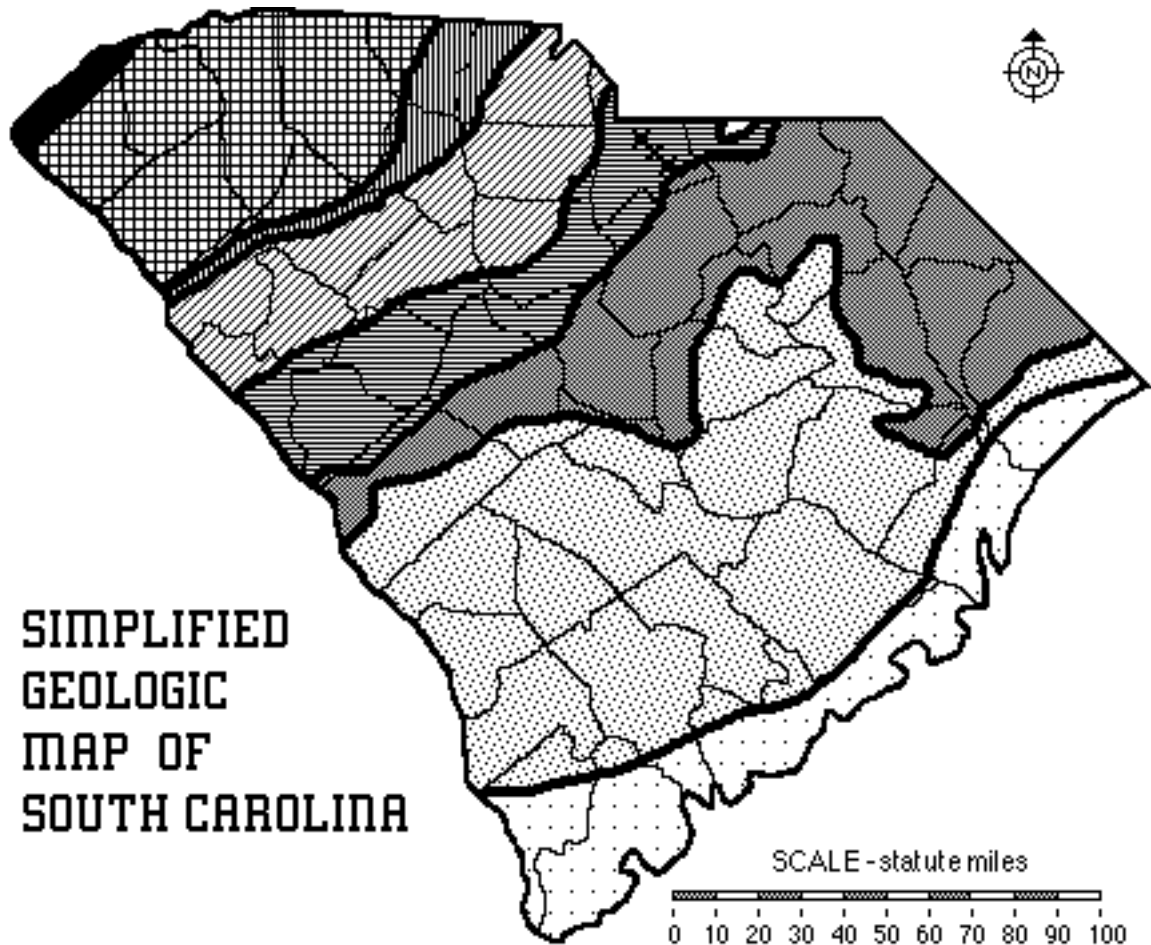 N
SIMPLIFIED
GEOLOGIC
MAP OF
SOUTH CAROLINA
SCALE - statute miles
0 10 20 30 40 50 60 70 80 90 100